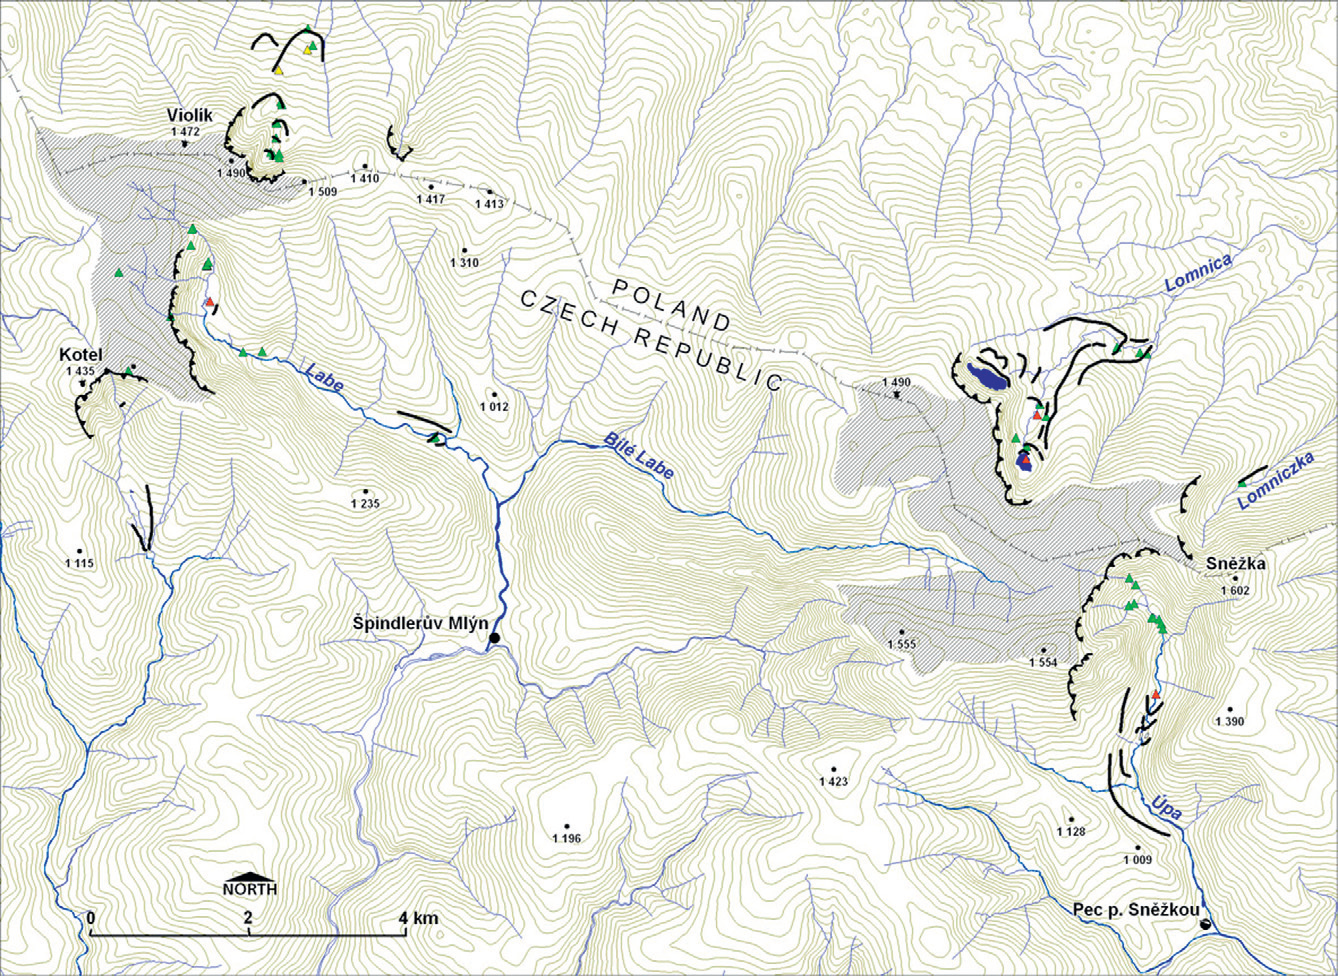 Violík
1 472
1 490
1 509
1 410
1 417
1 413
1 310
POLAND
CZECH REPUBLIC
Lomnica
Kotel
1 435
Labe
1 012
1 490
Bílé Labe
Lomniczka
1 235
1 115
Sněžka
1 602
Špindlerův Mlýn
1 555
1 554
1 390
1 423
Úpa
1 196
1 128
1 009
NORTH
Pec p. Sněžkou
0 2 4 km